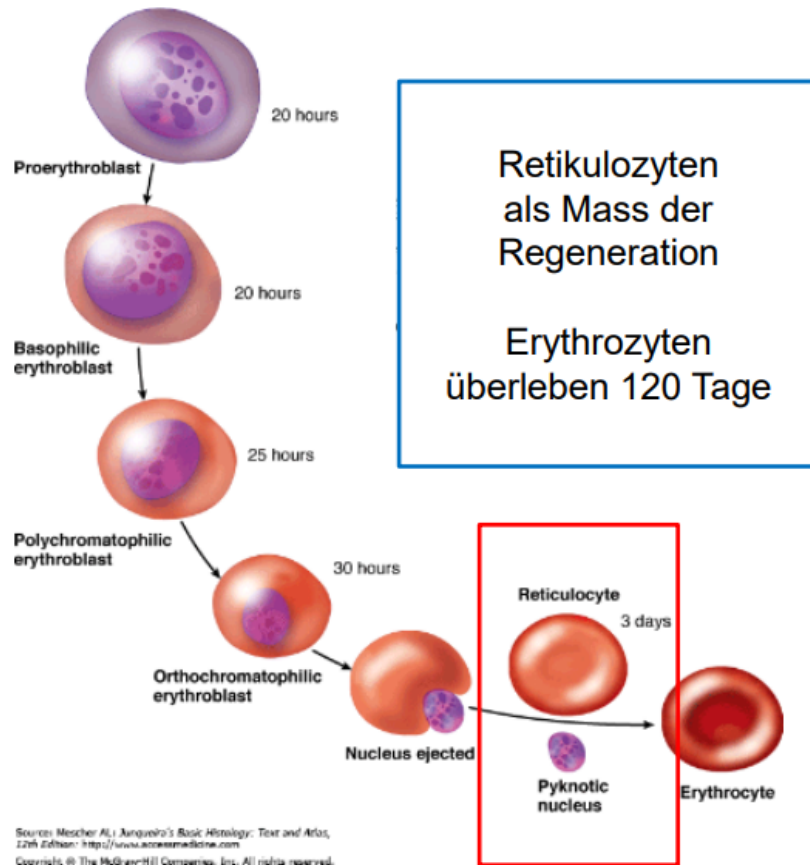 20 hours
Proerythroblast
20 hours
Basophilic
erythroblast
25 hours
Polychromatophilic
erythroblast
30 hours
Orthochromatophilic
erythroblast
Nucleus ejected
Reticulocyte
3 days
Pyknotic
nucleus
Erythrocyte
Retikulozyten
als Mass der
Regeneration
Erythrozyten
überleben 120 Tage
Source: Mescher AL: Junqueira's Basic Histology: Text and Atlas,
12th Edition: http://www.accessmedicine.com
Copyright © The McGraw-Hill Companies, Inc. All rights reserved.